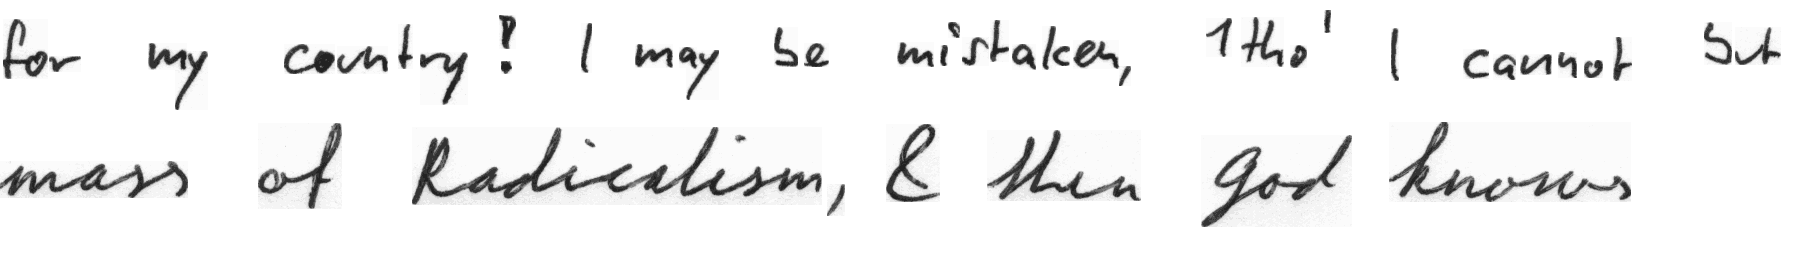 for my country! I may be mistaken, 'tho' I cannot but
mass of Radicalism, & then God knows